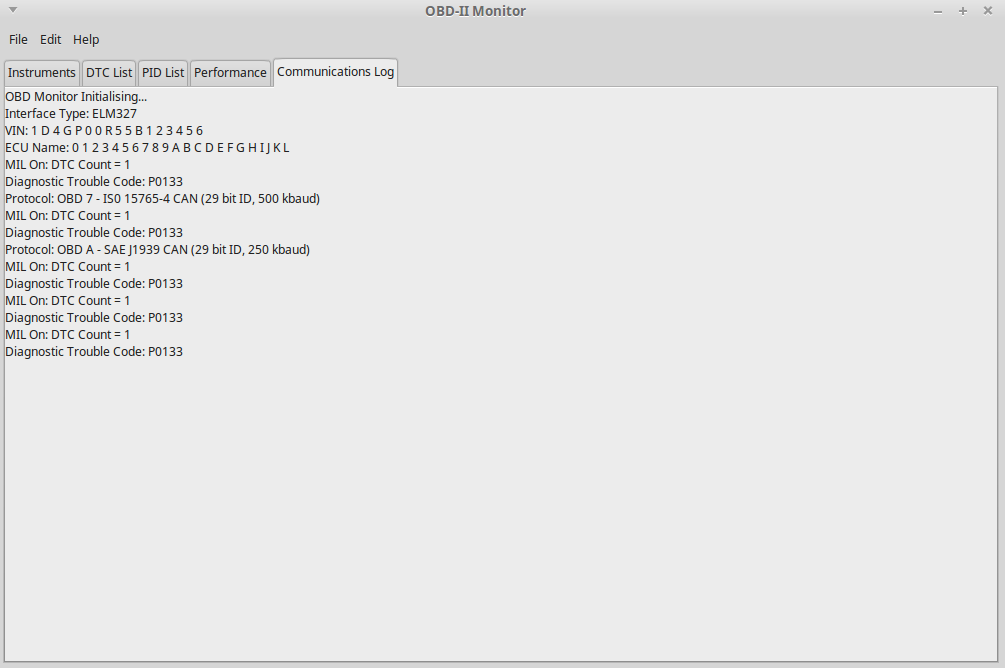 OBD-II Monitor
File Edit Help
Instruments DTC List PID List Performance Communications Log
OBD Monitor Initialising...
Interface Type: ELM327
VIN: 1 D 4 G P 0 0 R 5 5 B 1 2 3 4 5 6
ECU Name: 0 1 2 3 4 5 6 7 8 9 A B C D E F G H I J K L
MIL On: DTC Count = 1
Diagnostic Trouble Code: P0133
Protocol: OBD 7 - IS0 15765-4 CAN (29 bit ID, 500 kbaud)
MIL On: DTC Count = 1
Diagnostic Trouble Code: P0133
Protocol: OBD A - SAE J1939 CAN (29 bit ID, 250 kbaud)
MIL On: DTC Count = 1
Diagnostic Trouble Code: P0133
MIL On: DTC Count = 1
Diagnostic Trouble Code: P0133
MIL On: DTC Count = 1
Diagnostic Trouble Code: P0133